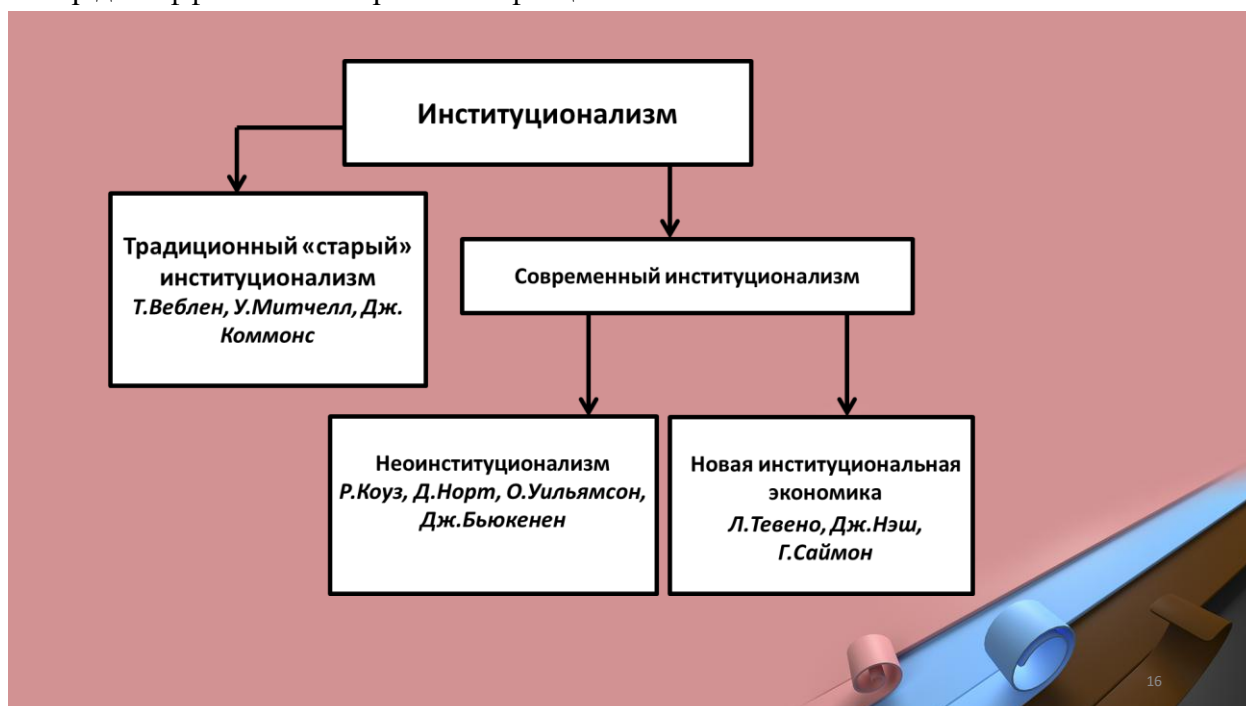 Институционализм
Традиционный «старый»
институционализм
Т.Веблен, У.Митчелл, Дж.
Коммонс
Современный институционализм
Неоинституционализм
Р.Коуз, Д.Норт, О.Уильямсон,
Дж.Бьюкенен
Новая институциональная
экономика
Л.Тевено, Дж.Нэш,
Г.Саймон
16